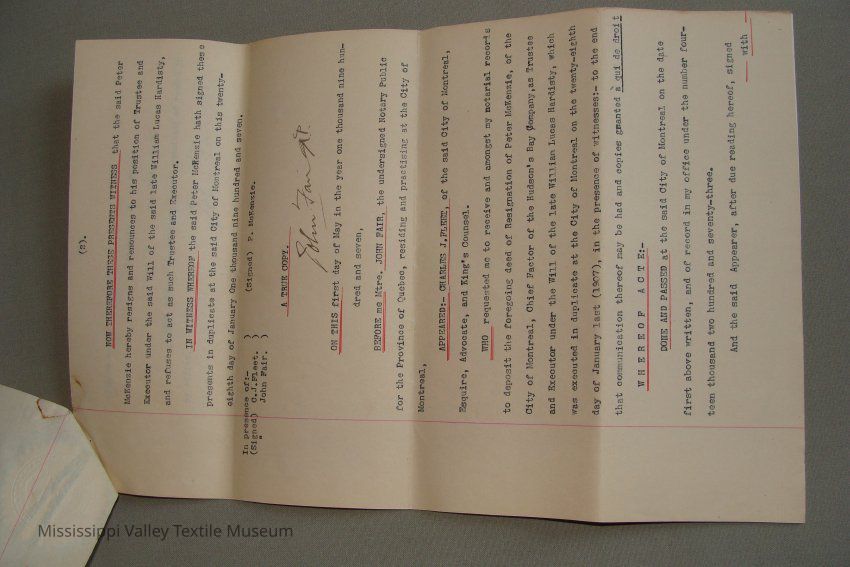 (2).
NOW THEREFORE THESE PRESENTS WITNESS that the said Peter
McKenzie hereby resigns and renounces to his position of Trustee and
Executor under the said Will of the said late William Lucas Hardisty,
and refuses to act as such Trustee and Executor.
IN WITNESS WHEREOF the said Peter McKenzie hath signed these
presents in duplicate at the said City of Montreal on this twenty-
eighth day of January One thousand nine hundred and seven.
In presence of:- )
(Signed) C.J.Fleet. ) (Signed) P. McKenzie.
" John Fair. )
A TRUE COPY.
John Fair N.P.
ON THIS first day of May in the year one thousand nine hun-
dred and seven,
BEFORE me Mtre. JOHN FAIR, the undersigned Notary Public
for the Province of Quebec, residing and practising at the City of
Montreal,
APPEARED:- CHARLES J. FLEET, of the said City of Montreal,
Esquire, Advocate, and King's Counsel.
WHO requested me to receive and amongst my notarial records
to deposit the foregoing deed of Resignation of Peter McKenzie, of the
City of Montreal, Chief Factor of the Hudson's Bay Company, as Trustee
and Executor under the Will of the late William Lucas Hardisty, which
was executed in duplicate at the City of Montreal on the twenty-eighth
day of January last (1907), in the presence of witnesses:- to the end
that communication thereof may be had and copies granted à qui de droit
WHEREOF ACTE:-
DONE AND PASSED at the said City of Montreal on the date
first above written, and of record in my office under the number four-
teen thousand two hundred and seventy-three.
And the said Appearer, after due reading hereof, signed
with
Mississippi Valley Textile Museum